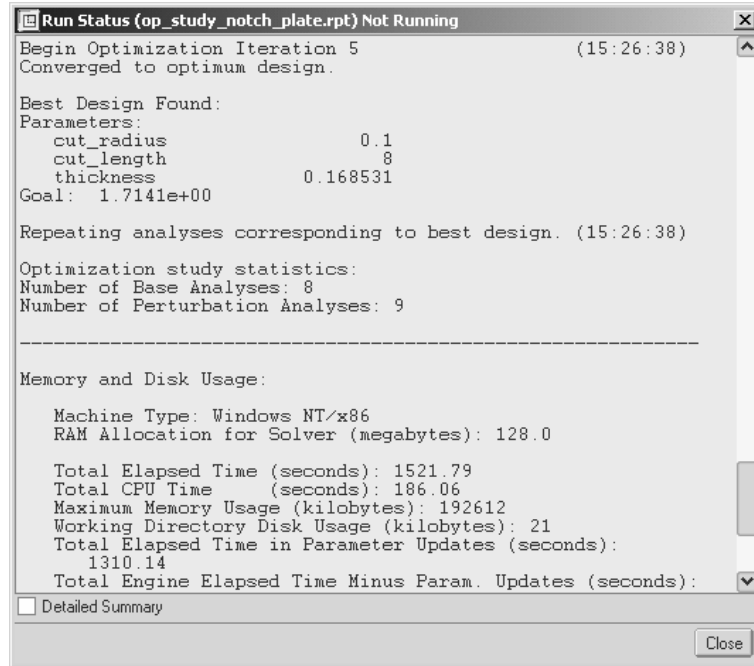 Run Status (op_study_notch_plate.rpt) Not Running
Begin Optimization Iteration 5 (15:26:38)
Converged to optimum design.
Best Design Found:
Parameters:
cut_radius 0.1
cut_length 8
thickness 0.168531
Goal: 1.7141e+00
Repeating analyses corresponding to best design. (15:26:38)
Optimization study statistics:
Number of Base Analyses: 8
Number of Perturbation Analyses: 9
------------------------------------------------------------
Memory and Disk Usage:
Machine Type: Windows NT/x86
RAM Allocation for Solver (megabytes): 128.0
Total Elapsed Time (seconds): 1521.79
Total CPU Time (seconds): 186.06
Maximum Memory Usage (kilobytes): 192612
Working Directory Disk Usage (kilobytes): 21
Total Elapsed Time in Parameter Updates (seconds):
1310.14
Total Engine Elapsed Time Minus Param. Updates (seconds):
Detailed Summary
Close